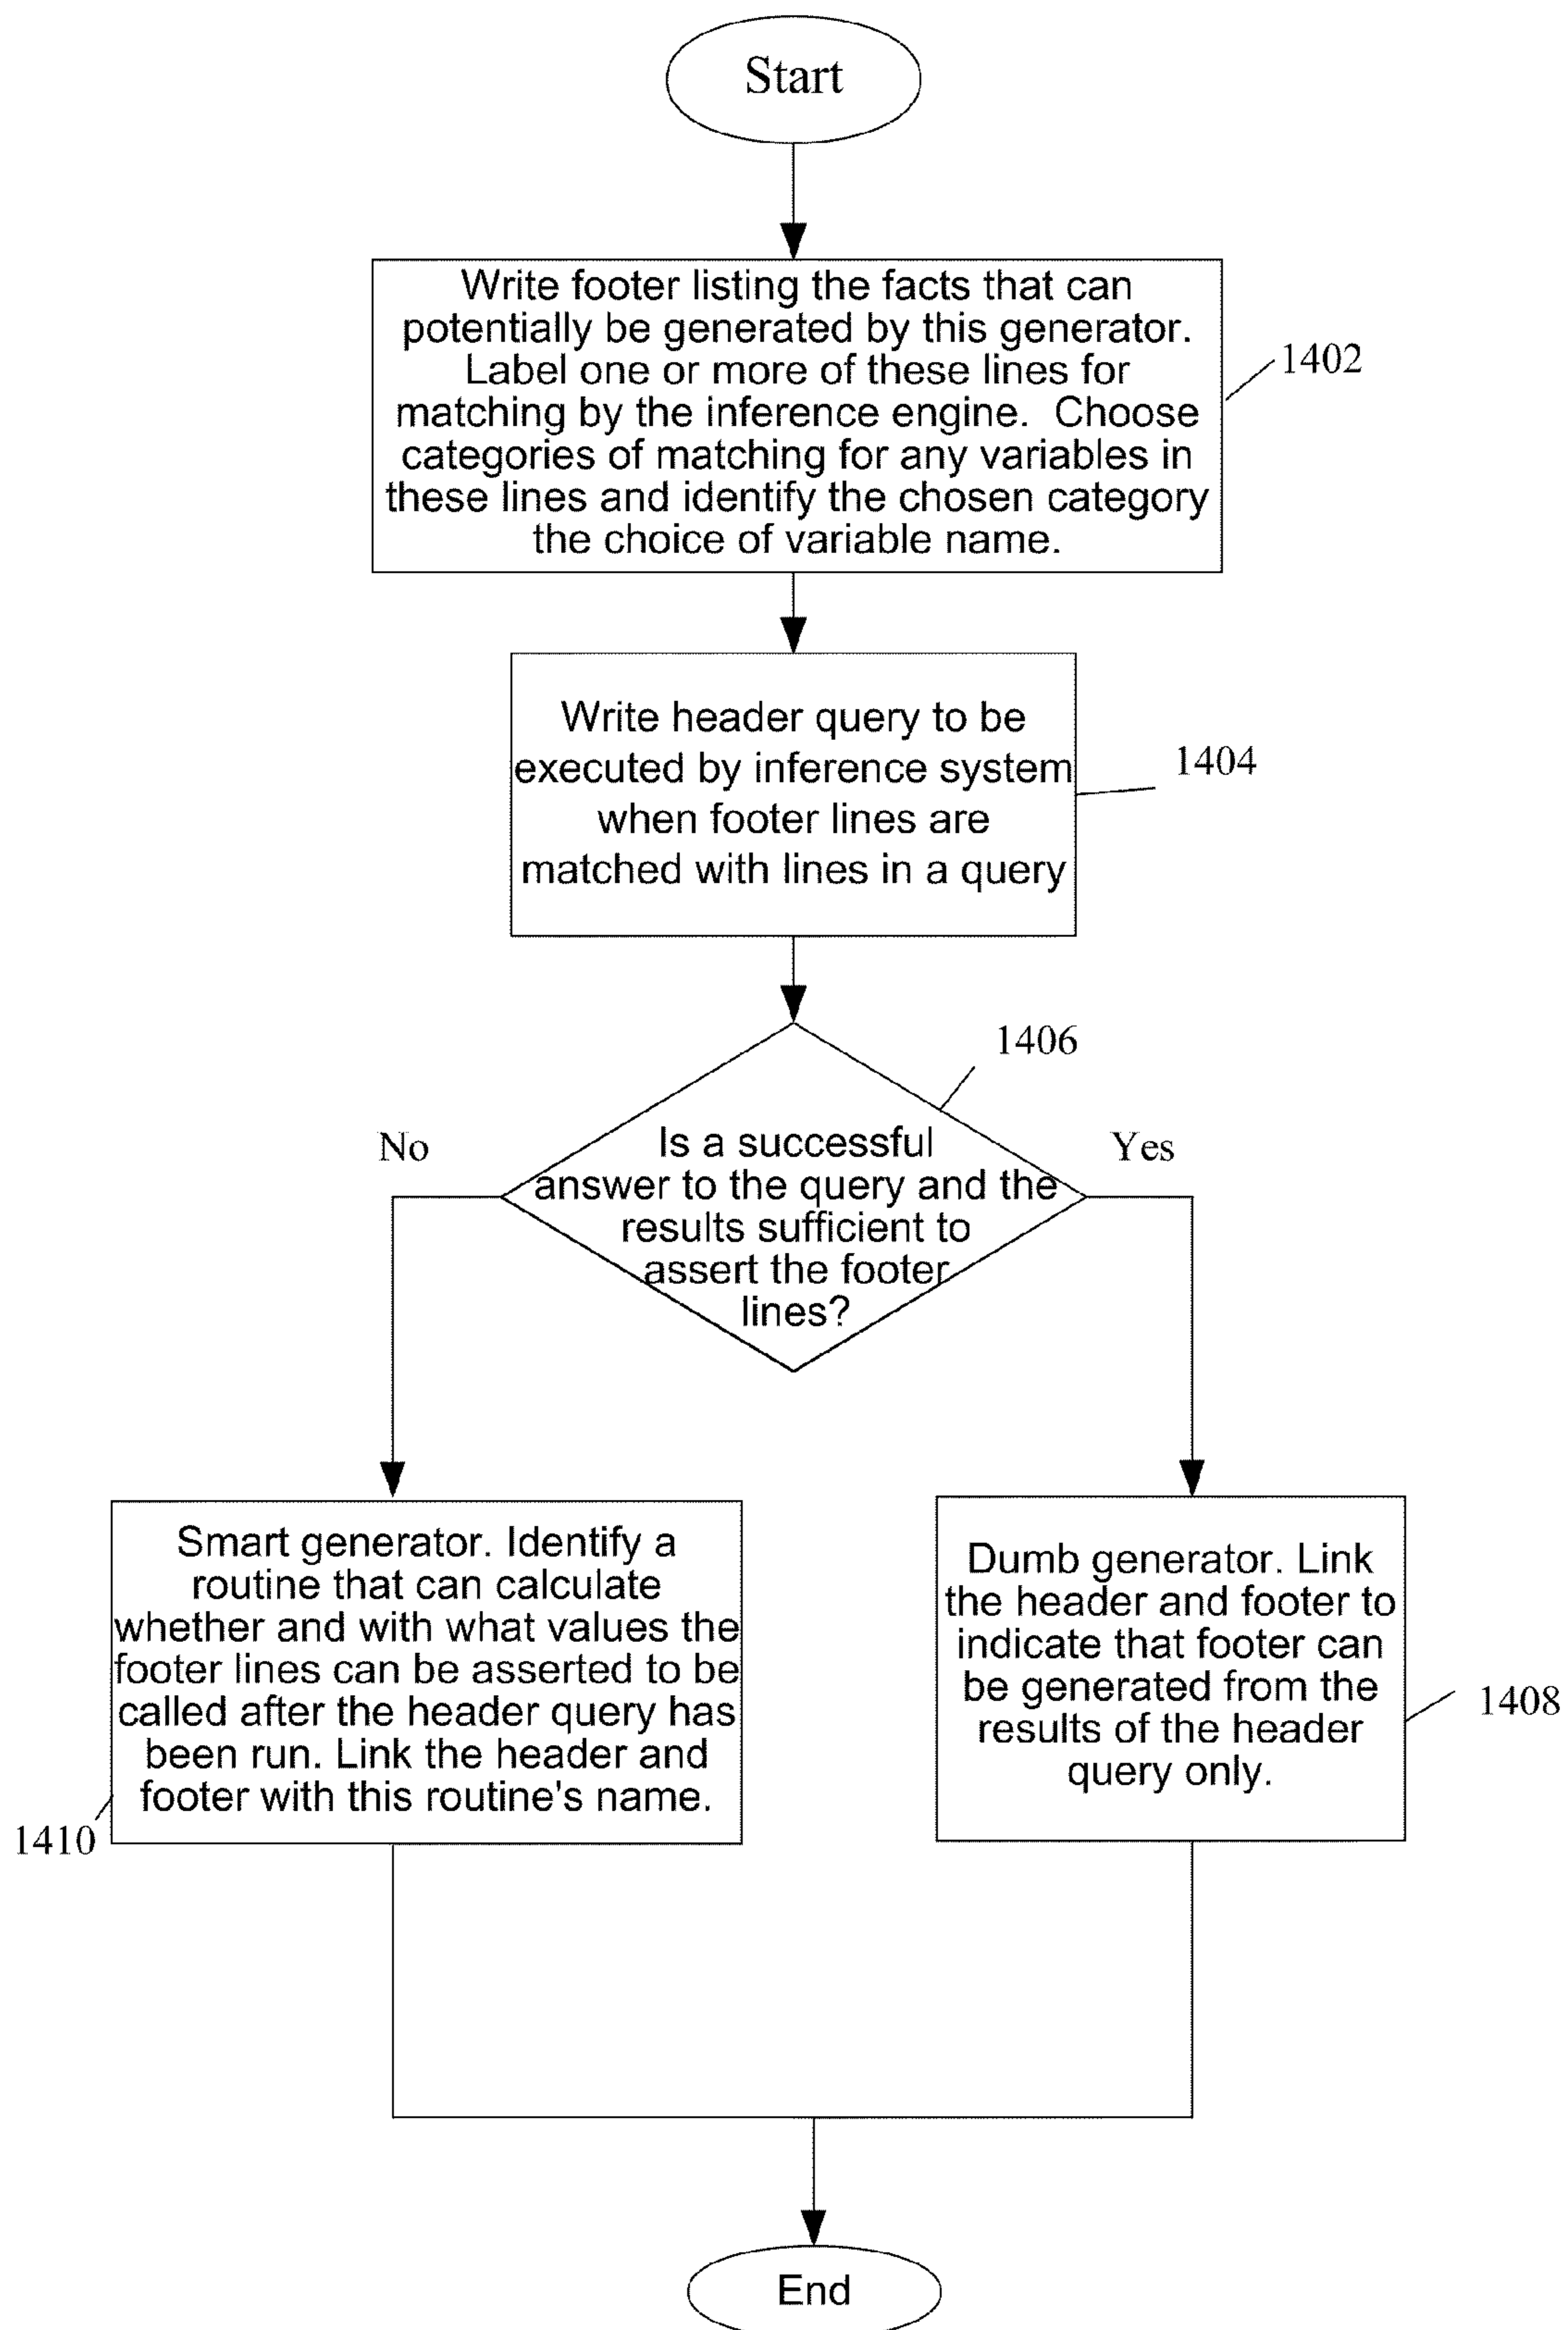 Start
Write footer listing the facts that can
potentially be generated by this generator.
Label one or more of these lines for
matching by the inference engine.  Choose
categories of matching for any variables in
these lines and identify the chosen category
the choice of variable name.
1402
Write header query to be
executed by inference system
when footer lines are
matched with lines in a query
1404
1406
No
Yes
Is a successful
answer to the query and the
results sufficient to
assert the footer
lines?
Smart generator. Identify a
routine that can calculate
whether and with what values the
footer lines can be asserted to be
called after the header query has
been run. Link the header and
footer with this routine's name.
1410
Dumb generator. Link
the header and footer to
indicate that footer can
be generated from the
results of the header
query only.
1408
End